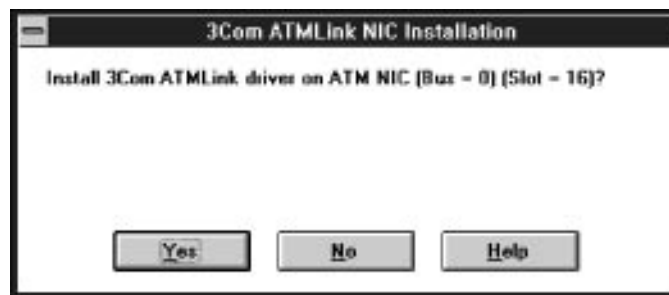 3Com ATMLink NIC Installation
Install 3Com ATMLink driver on ATM NIC (Bus = 0) (Slot = 16)?
Yes No Help